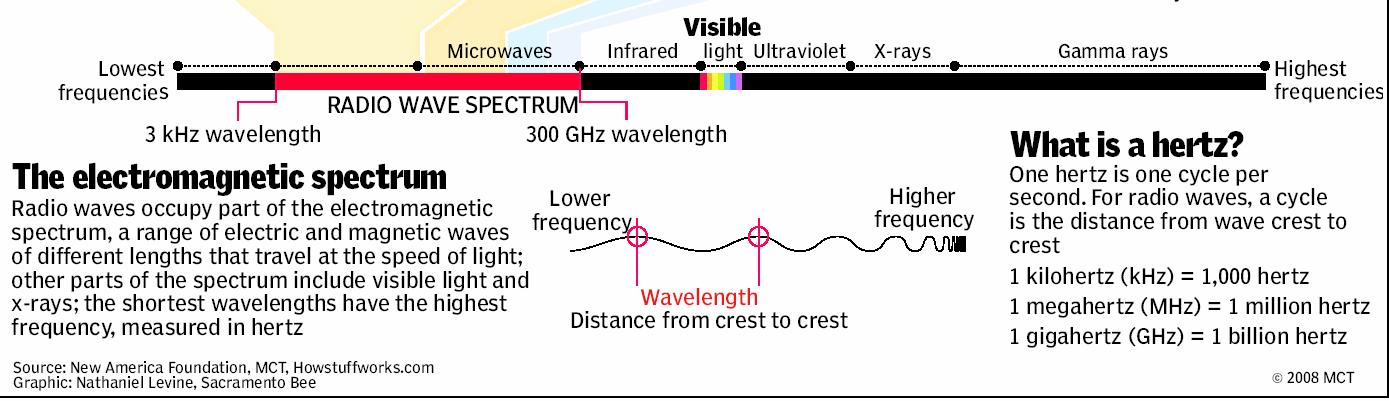 Visible
Microwaves Infrared light Ultraviolet X-rays Gamma rays
Lowest
frequencies
Highest
frequencies
RADIO WAVE SPECTRUM
3 kHz wavelength
300 GHz wavelength
The electromagnetic spectrum
Radio waves occupy part of the electromagnetic
spectrum, a range of electric and magnetic waves
of different lengths that travel at the speed of light;
other parts of the spectrum include visible light and
x-rays; the shortest wavelengths have the highest
frequency, measured in hertz
Lower
frequency
Higher
frequency
Wavelength
Distance from crest to crest
What is a hertz?
One hertz is one cycle per
second. For radio waves, a cycle
is the distance from wave crest to
crest
1 kilohertz (kHz) = 1,000 hertz
1 megahertz (MHz) = 1 million hertz
1 gigahertz (GHz) = 1 billion hertz
Source: New America Foundation, MCT, Howstuffworks.com
Graphic: Nathaniel Levine, Sacramento Bee
© 2008 MCT